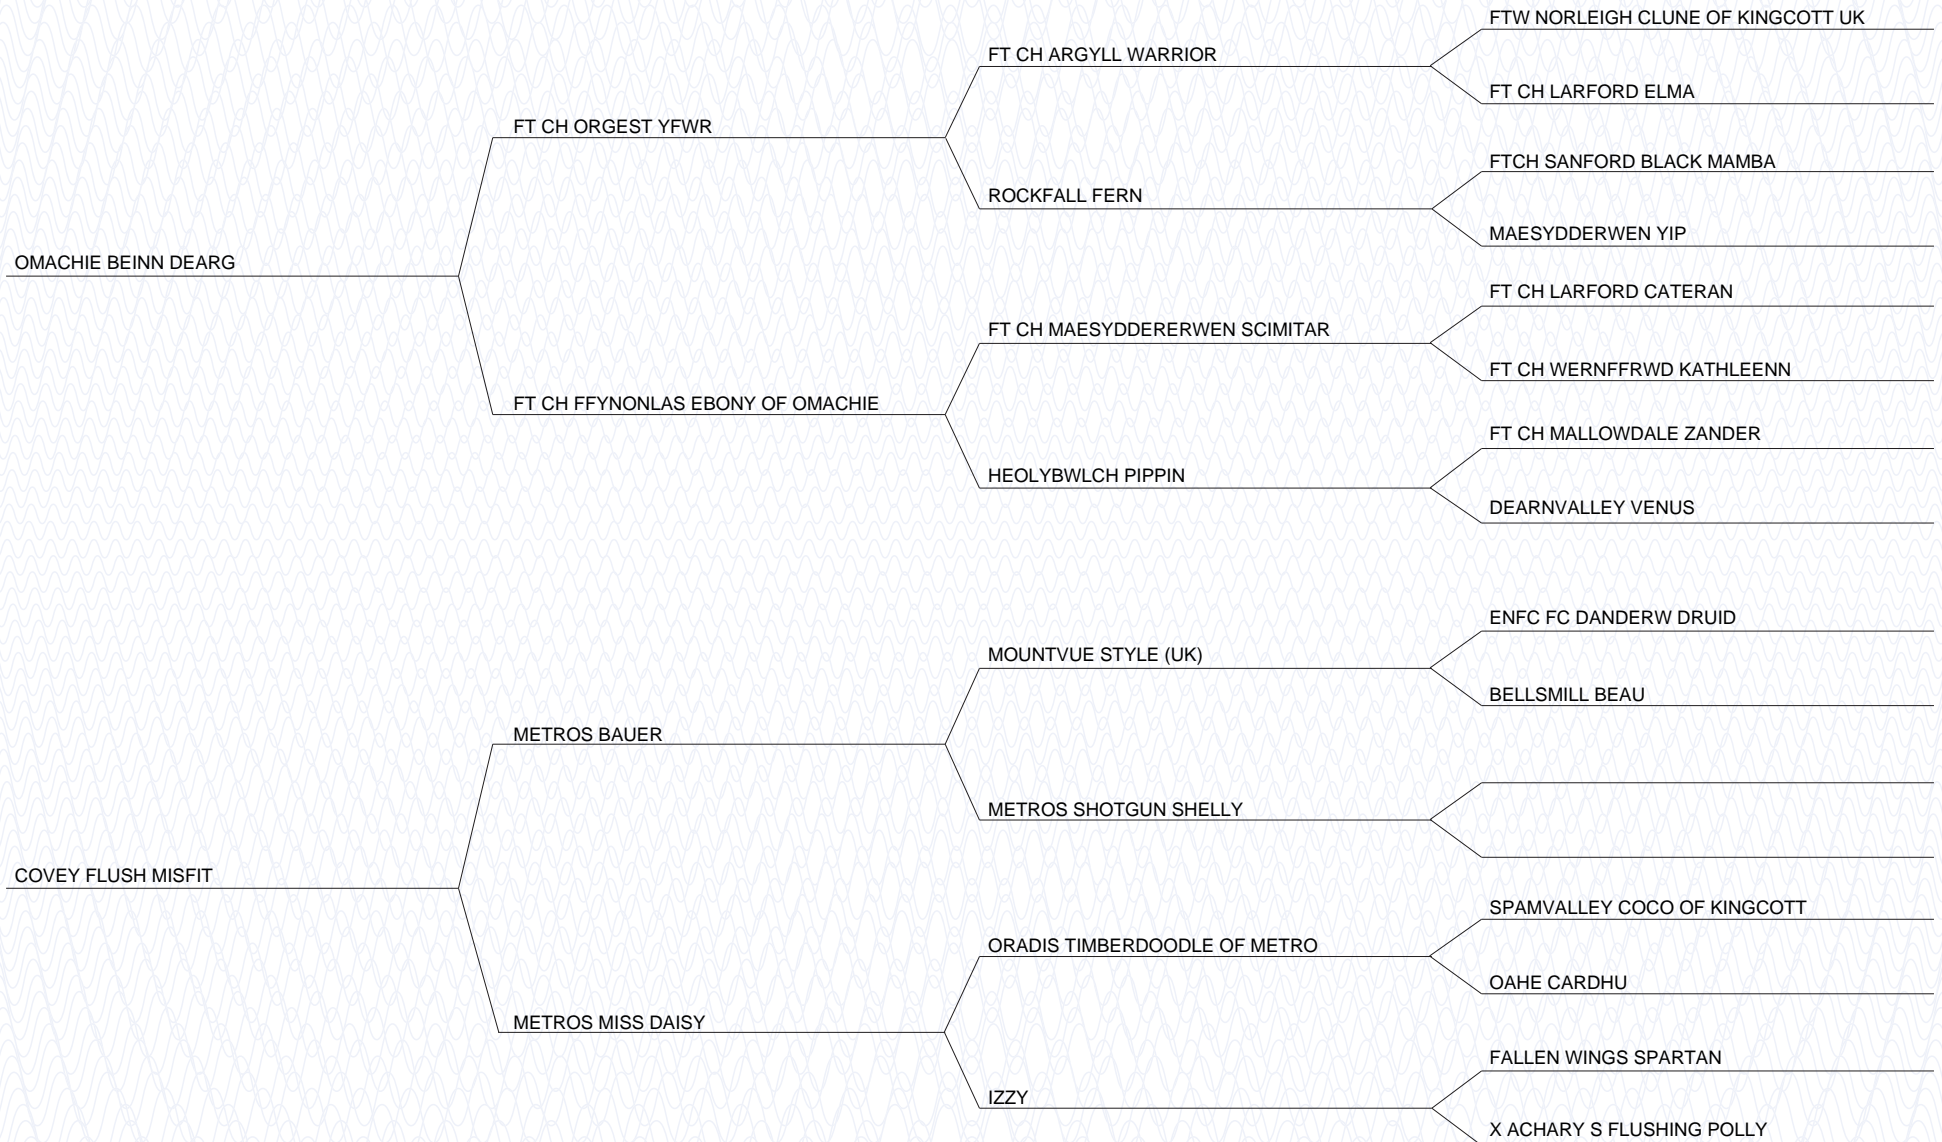 FTW NORLEIGH CLUNE OF KINGCOTT UK
FT CH ARGYLL WARRIOR
FT CH LARFORD ELMA
FT CH ORGEST YFWR
FTCH SANFORD BLACK MAMBA
ROCKFALL FERN
MAESYDDERWEN YIP
OMACHIE BEINN DEARG
FT CH LARFORD CATERAN
FT CH MAESYDDERERWEN SCIMITAR
FT CH WERNFFRWD KATHLEENN
FT CH FFYNONLAS EBONY OF OMACHIE
FT CH MALLOWDALE ZANDER
HEOLYBWLCH PIPPIN
DEARNVALLEY VENUS
ENFC FC DANDERW DRUID
MOUNTVUE STYLE (UK)
BELLSMILL BEAU
METROS BAUER
METROS SHOTGUN SHELLY
COVEY FLUSH MISFIT
SPAMVALLEY COCO OF KINGCOTT
ORADIS TIMBERDOODLE OF METRO
OAHE CARDHU
METROS MISS DAISY
FALLEN WINGS SPARTAN
IZZY
X ACHARY S FLUSHING POLLY